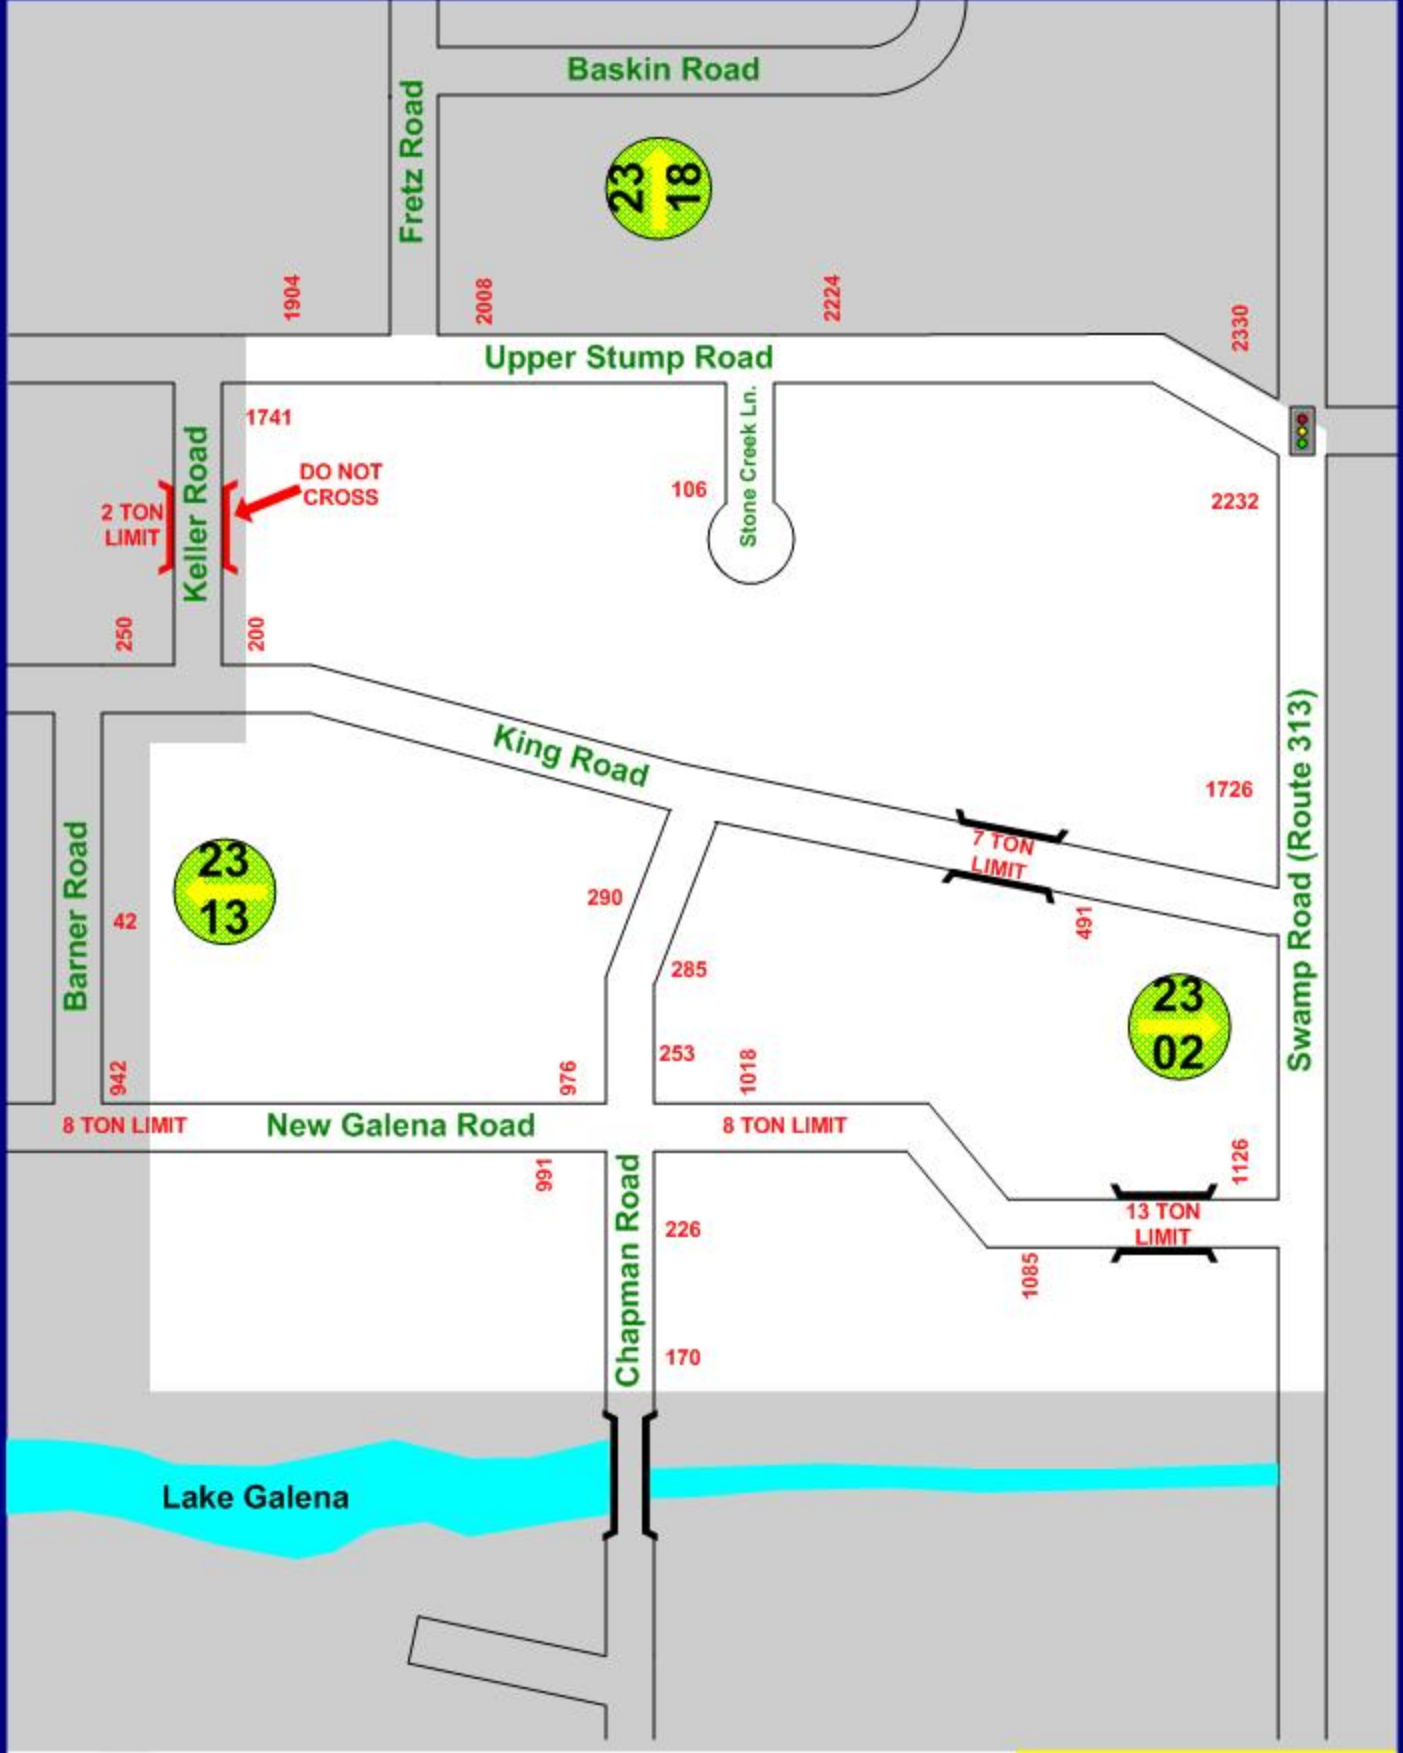 Baskin Road
Fretz Road
23
18
1904
2008
2224
2330
Upper Stump Road
Stone Creek Ln.
1741
Keller Road
DO NOT
CROSS
2 TON
LIMIT
106
2232
250
200
King Road
Swamp Road (Route 313)
1726
7 TON
LIMIT
Barner Road
23
13
42
290
491
285
23
02
253
942
976
1018
8 TON LIMIT
New Galena Road
8 TON LIMIT
991
1126
Chapman Road
226
13 TON
LIMIT
1085
170
Lake Galena